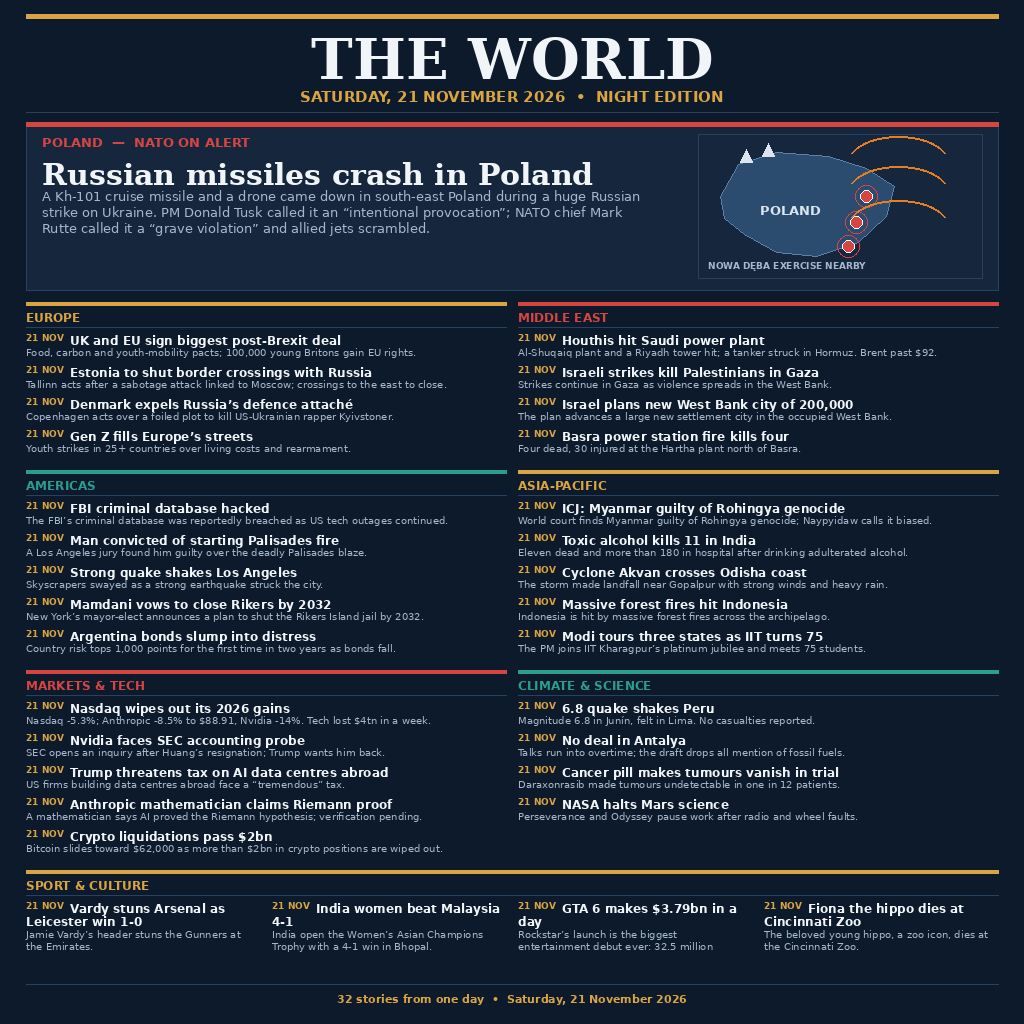 THE WORLD
SATURDAY, 21 NOVEMBER 2026 • NIGHT EDITION
POLAND — NATO ON ALERT
Russian missiles crash in Poland
A Kh-101 cruise missile and a drone came down in south-east Poland during a huge Russian
strike on Ukraine. PM Donald Tusk called it an “intentional provocation”; NATO chief Mark
Rutte called it a “grave violation” and allied jets scrambled.
POLAND
NOWA DĘBA EXERCISE NEARBY
EUROPE
21 NOV UK and EU sign biggest post-Brexit deal
Food, carbon and youth-mobility pacts; 100,000 young Britons gain EU rights.
21 NOV Estonia to shut border crossings with Russia
Tallinn acts after a sabotage attack linked to Moscow; crossings to the east to close.
21 NOV Denmark expels Russia’s defence attaché
Copenhagen acts over a foiled plot to kill US-Ukrainian rapper Kyivstoner.
21 NOV Gen Z fills Europe’s streets
Youth strikes in 25+ countries over living costs and rearmament.
MIDDLE EAST
21 NOV Houthis hit Saudi power plant
Al-Shuqaiq plant and a Riyadh tower hit; a tanker struck in Hormuz. Brent past $92.
21 NOV Israeli strikes kill Palestinians in Gaza
Strikes continue in Gaza as violence spreads in the West Bank.
21 NOV Israel plans new West Bank city of 200,000
The plan advances a large new settlement city in the occupied West Bank.
21 NOV Basra power station fire kills four
Four dead, 30 injured at the Hartha plant north of Basra.
AMERICAS
21 NOV FBI criminal database hacked
The FBI’s criminal database was reportedly breached as US tech outages continued.
21 NOV Man convicted of starting Palisades fire
A Los Angeles jury found him guilty over the deadly Palisades blaze.
21 NOV Strong quake shakes Los Angeles
Skyscrapers swayed as a strong earthquake struck the city.
21 NOV Mamdani vows to close Rikers by 2032
New York’s mayor-elect announces a plan to shut the Rikers Island jail by 2032.
21 NOV Argentina bonds slump into distress
Country risk tops 1,000 points for the first time in two years as bonds fall.
ASIA-PACIFIC
21 NOV ICJ: Myanmar guilty of Rohingya genocide
World court finds Myanmar guilty of Rohingya genocide; Naypyidaw calls it biased.
21 NOV Toxic alcohol kills 11 in India
Eleven dead and more than 180 in hospital after drinking adulterated alcohol.
21 NOV Cyclone Akvan crosses Odisha coast
The storm made landfall near Gopalpur with strong winds and heavy rain.
21 NOV Massive forest fires hit Indonesia
Indonesia is hit by massive forest fires across the archipelago.
21 NOV Modi tours three states as IIT turns 75
The PM joins IIT Kharagpur’s platinum jubilee and meets 75 students.
MARKETS & TECH
21 NOV Nasdaq wipes out its 2026 gains
Nasdaq -5.3%; Anthropic -8.5% to $88.91, Nvidia -14%. Tech lost $4tn in a week.
21 NOV Nvidia faces SEC accounting probe
SEC opens an inquiry after Huang’s resignation; Trump wants him back.
21 NOV Trump threatens tax on AI data centres abroad
US firms building data centres abroad face a “tremendous” tax.
21 NOV Anthropic mathematician claims Riemann proof
A mathematician says AI proved the Riemann hypothesis; verification pending.
21 NOV Crypto liquidations pass $2bn
Bitcoin slides toward $62,000 as more than $2bn in crypto positions are wiped out.
CLIMATE & SCIENCE
21 NOV 6.8 quake shakes Peru
Magnitude 6.8 in Junín, felt in Lima. No casualties reported.
21 NOV No deal in Antalya
Talks run into overtime; the draft drops all mention of fossil fuels.
21 NOV Cancer pill makes tumours vanish in trial
Daraxonrasib made tumours undetectable in one in 12 patients.
21 NOV NASA halts Mars science
Perseverance and Odyssey pause work after radio and wheel faults.
SPORT & CULTURE
21 NOV Vardy stuns Arsenal as
Leicester win 1-0
Jamie Vardy’s header stuns the Gunners at
the Emirates.
21 NOV India women beat Malaysia
4-1
India open the Women’s Asian Champions
Trophy with a 4-1 win in Bhopal.
21 NOV GTA 6 makes $3.79bn in a
day
Rockstar’s launch is the biggest
entertainment debut ever: 32.5 million
21 NOV Fiona the hippo dies at
Cincinnati Zoo
The beloved young hippo, a zoo icon, dies at
the Cincinnati Zoo.
32 stories from one day • Saturday, 21 November 2026